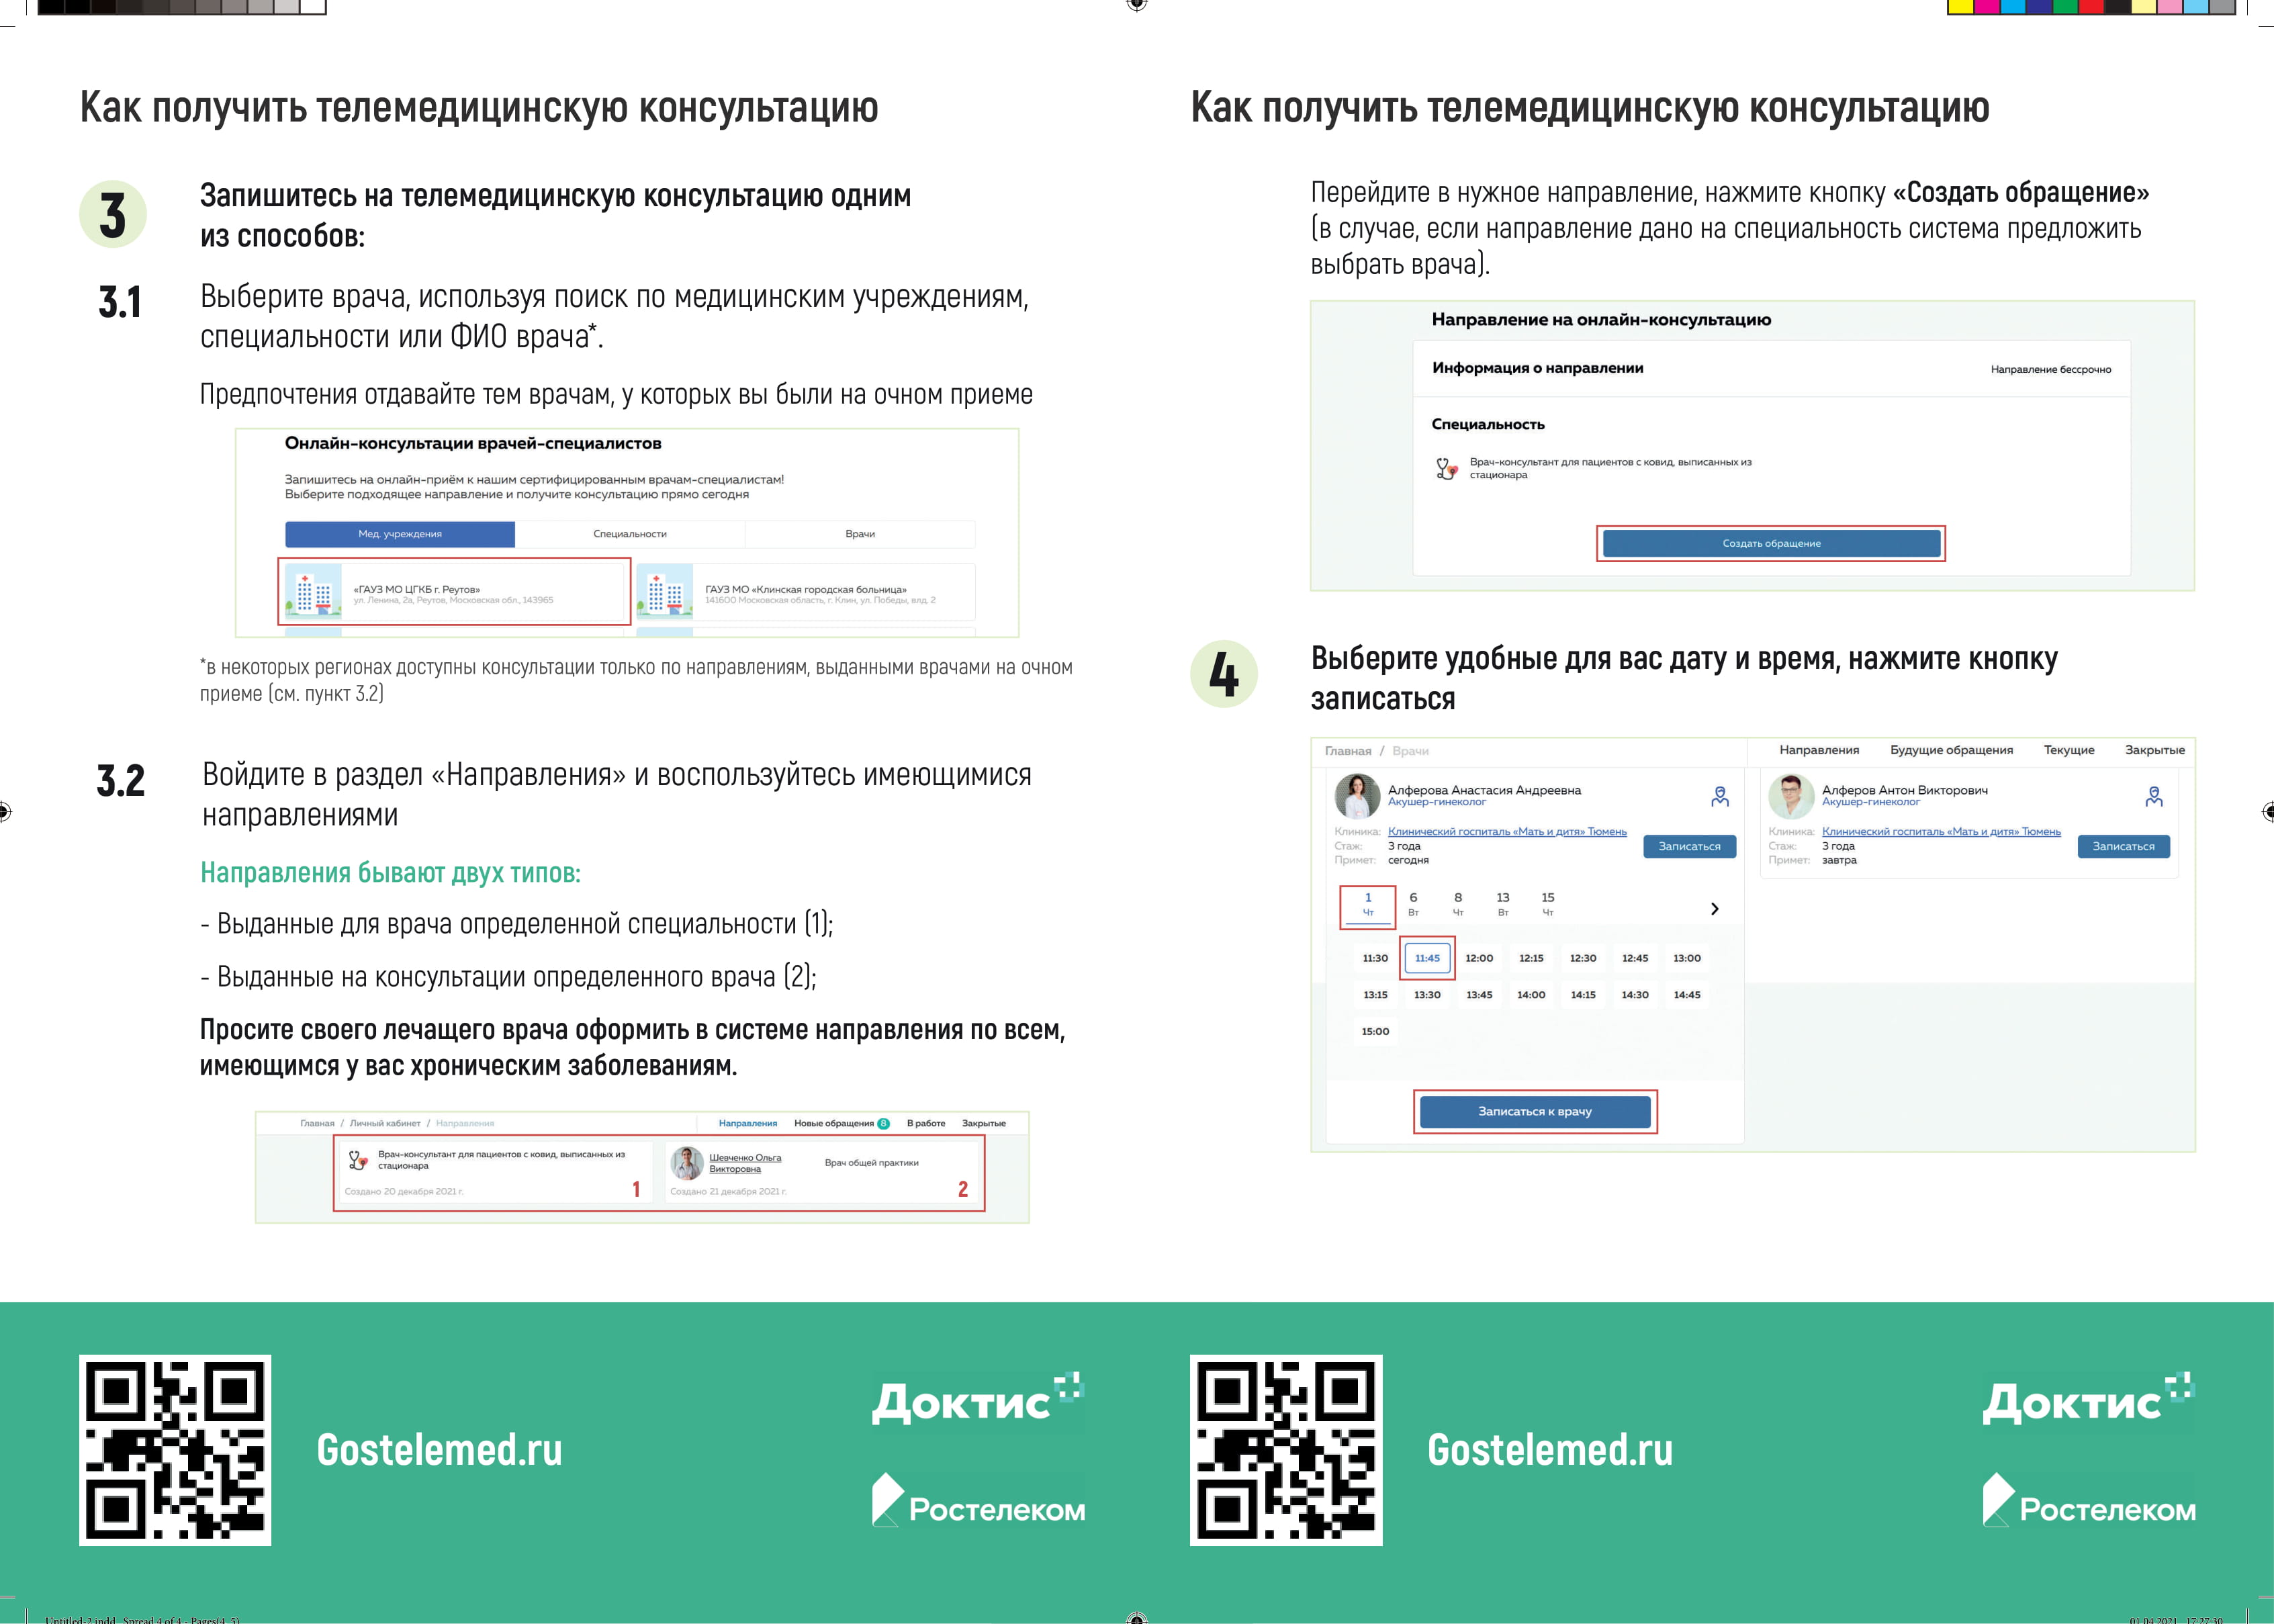 Как получить телемедицинскую консультацию
3
Запишитесь на телемедицинскую консультацию одним
из способов:
3.1
Выберите врача, используя поиск по медицинским учреждениям,
специальности или ФИО врача*.
Предпочтения отдавайте тем врачам, у которых вы были на очном приеме
Онлайн-консультации врачей-специалистов
Запишитесь на онлайн-приём к нашим сертифицированным врачам-специалистам!
Выберите подходящее направление и получите консультацию прямо сегодня
Мед. учреждения Специальности Врачи
«ГАУЗ МО ЦГКБ г. Реутов»
ул. Ленина, 2а, Реутов, Московская обл., 143965
ГАУЗ МО «Клинская городская больница»
141600 Московская область, г. Клин, ул. Победы, влд. 2
*в некоторых регионах доступны консультации только по направлениям, выданными врачами на очном
приеме (см. пункт 3.2)
3.2
Войдите в раздел «Направления» и воспользуйтесь имеющимися
направлениями
Направления бывают двух типов:
- Выданные для врача определенной специальности (1);
- Выданные на консультации определенного врача (2);
Просите своего лечащего врача оформить в системе направления по всем,
имеющимся у вас хроническим заболеваниям.
Главная / Личный кабинет / Направления
Направления Новые обращения 8 В работе Закрытые
Врач-консультант для пациентов с ковид, выписанных из
стационара
Создано 20 декабря 2021 г.
1
Шевченко Ольга
Викторовна
Врач общей практики
Создано 21 декабря 2021 г.
2
Gostelemed.ru
Доктис
Ростелеком
Как получить телемедицинскую консультацию
Перейдите в нужное направление, нажмите кнопку «Создать обращение»
(в случае, если направление дано на специальность система предложить
выбрать врача).
Направление на онлайн-консультацию
Информация о направлении Направление бессрочно
Специальность
Врач-консультант для пациентов с ковид, выписанных из
стационара
Создать обращение
4
Выберите удобные для вас дату и время, нажмите кнопку
записаться
Главная / Врачи
Направления Будущие обращения Текущие Закрытые
Алферова Анастасия Андреевна
Акушер-гинеколог
Клиника: Клинический госпиталь «Мать и дитя» Тюмень
Стаж: 3 года
Примет: сегодня
Записаться
1 6 8 13 15
Чт Вт Чт Вт Чт
11:30 11:45 12:00 12:15 12:30 12:45 13:00
13:15 13:30 13:45 14:00 14:15 14:30 14:45
15:00
Записаться к врачу
Алферов Антон Викторович
Акушер-гинеколог
Клиника: Клинический госпиталь «Мать и дитя» Тюмень
Стаж: 3 года
Примет: завтра
Записаться
Gostelemed.ru
Доктис
Ростелеком
Untitled-2.indd Spread 4 of 4 - Pages(4, 5)
01.04.2021 17:27:30